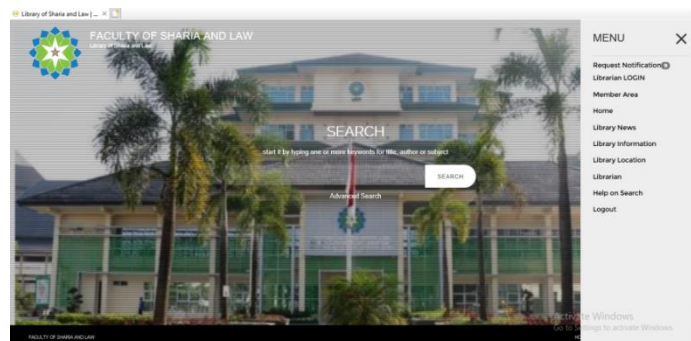 Library of Sharia and Law | ...
FACULTY OF SHARIA AND LAW
Library of Sharia and Law
SEARCH
start it by typing one or more keywords for title, author or subject
SEARCH
Advanced Search
MENU
Request Notification
Librarian LOGIN
Member Area
Home
Library News
Library Information
Library Location
Librarian
Help on Search
Logout
Activate Windows
Go to Settings to activate Windows.
FACULTY OF SHARIA AND LAW